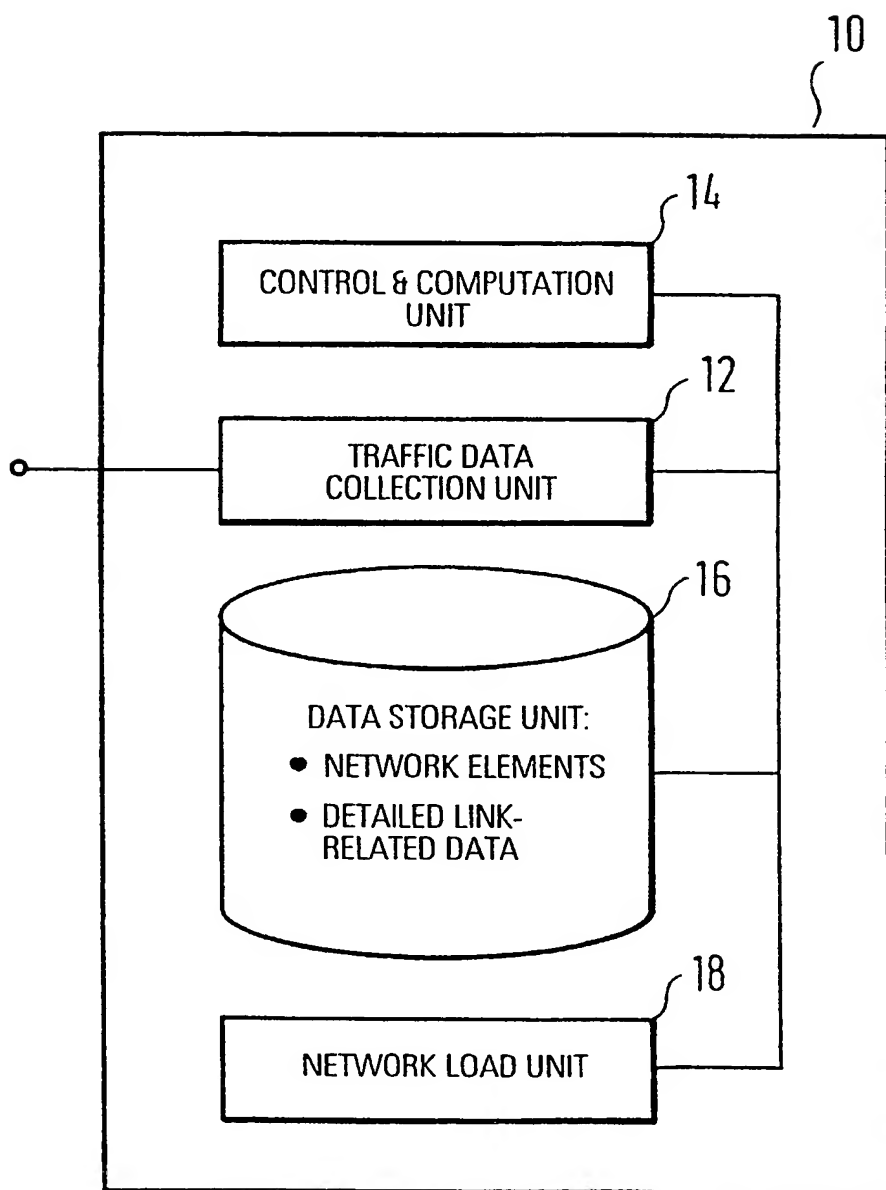 10
14
CONTROL & COMPUTATION
UNIT
12
TRAFFIC DATA
COLLECTION UNIT
16
DATA STORAGE UNIT:
• NETWORK ELEMENTS
• DETAILED LINK-
RELATED DATA
18
NETWORK LOAD UNIT